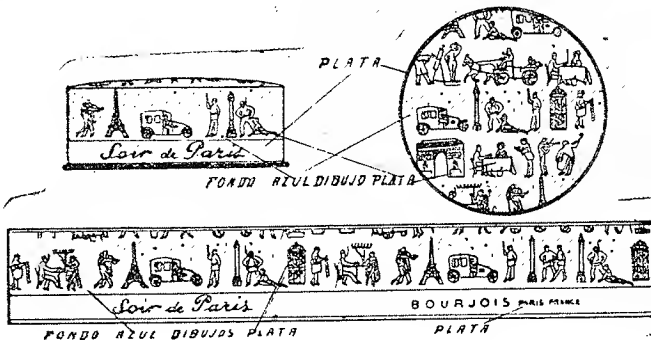 PLATA
Soir de Paris
FONDO AZUL DIBUJO PLATA
Soir de Paris
BOURJOIS PARIS FRANCE
FONDO AZUL DIBUJOS PLATA
PLATA